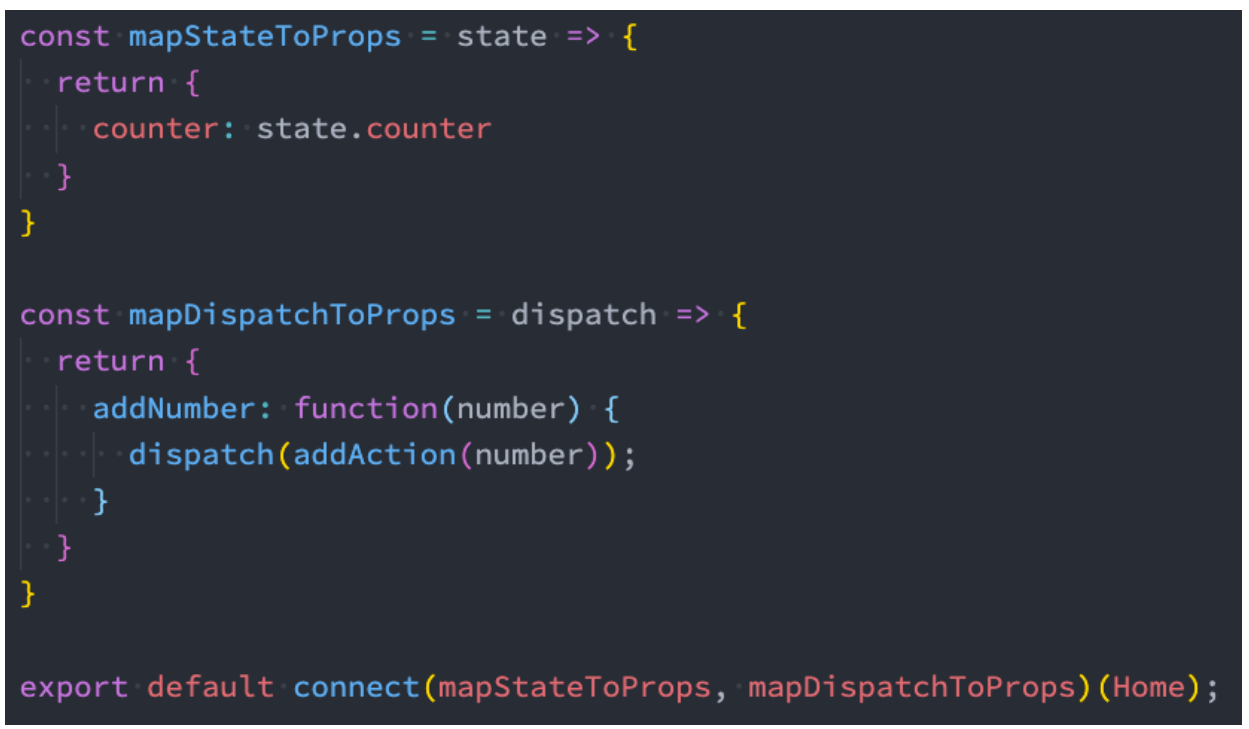 const mapStateToProps = state => {
  return {
    counter: state.counter
  }
}

const mapDispatchToProps = dispatch => {
  return {
    addNumber: function(number) {
      dispatch(addAction(number));
    }
  }
}

export default connect(mapStateToProps, mapDispatchToProps)(Home);